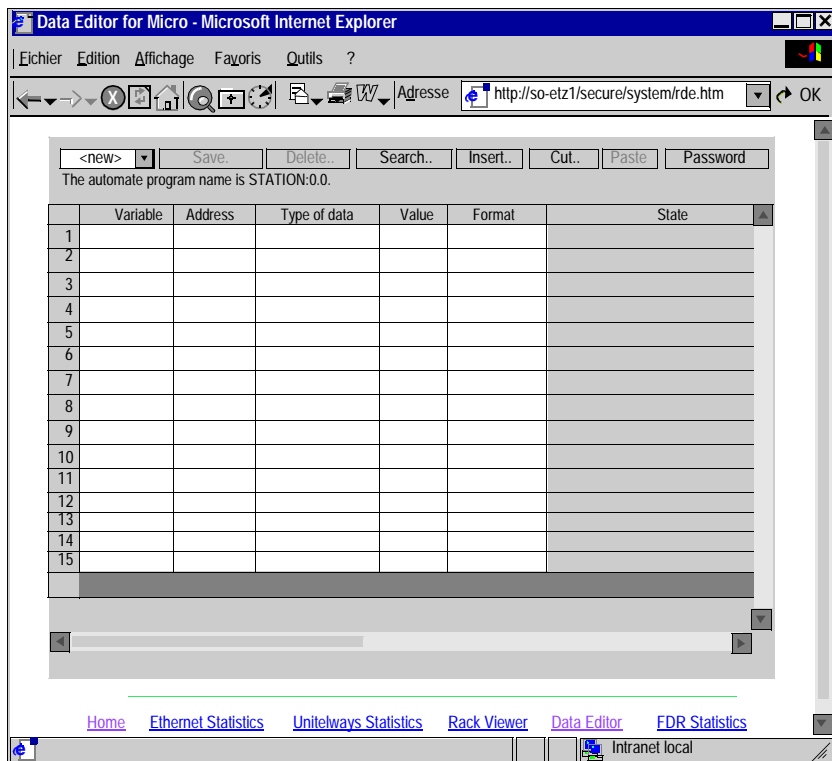 Data Editor for Micro - Microsoft Internet Explorer
Eichier Edition Affichage Favoris Qutils ?
Adresse http://so-etz1/secure/system/rde.htm OK
<new> Save. Delete.. Search.. Insert.. Cut.. Paste Password
The automate program name is STATION:0.0.
Variable Address Type of data Value Format State
1
2
3
4
5
6
7
8
9
10
11
12
13
14
15
Home Ethernet Statistics Unitelways Statistics Rack Viewer Data Editor FDR Statistics
Intranet local